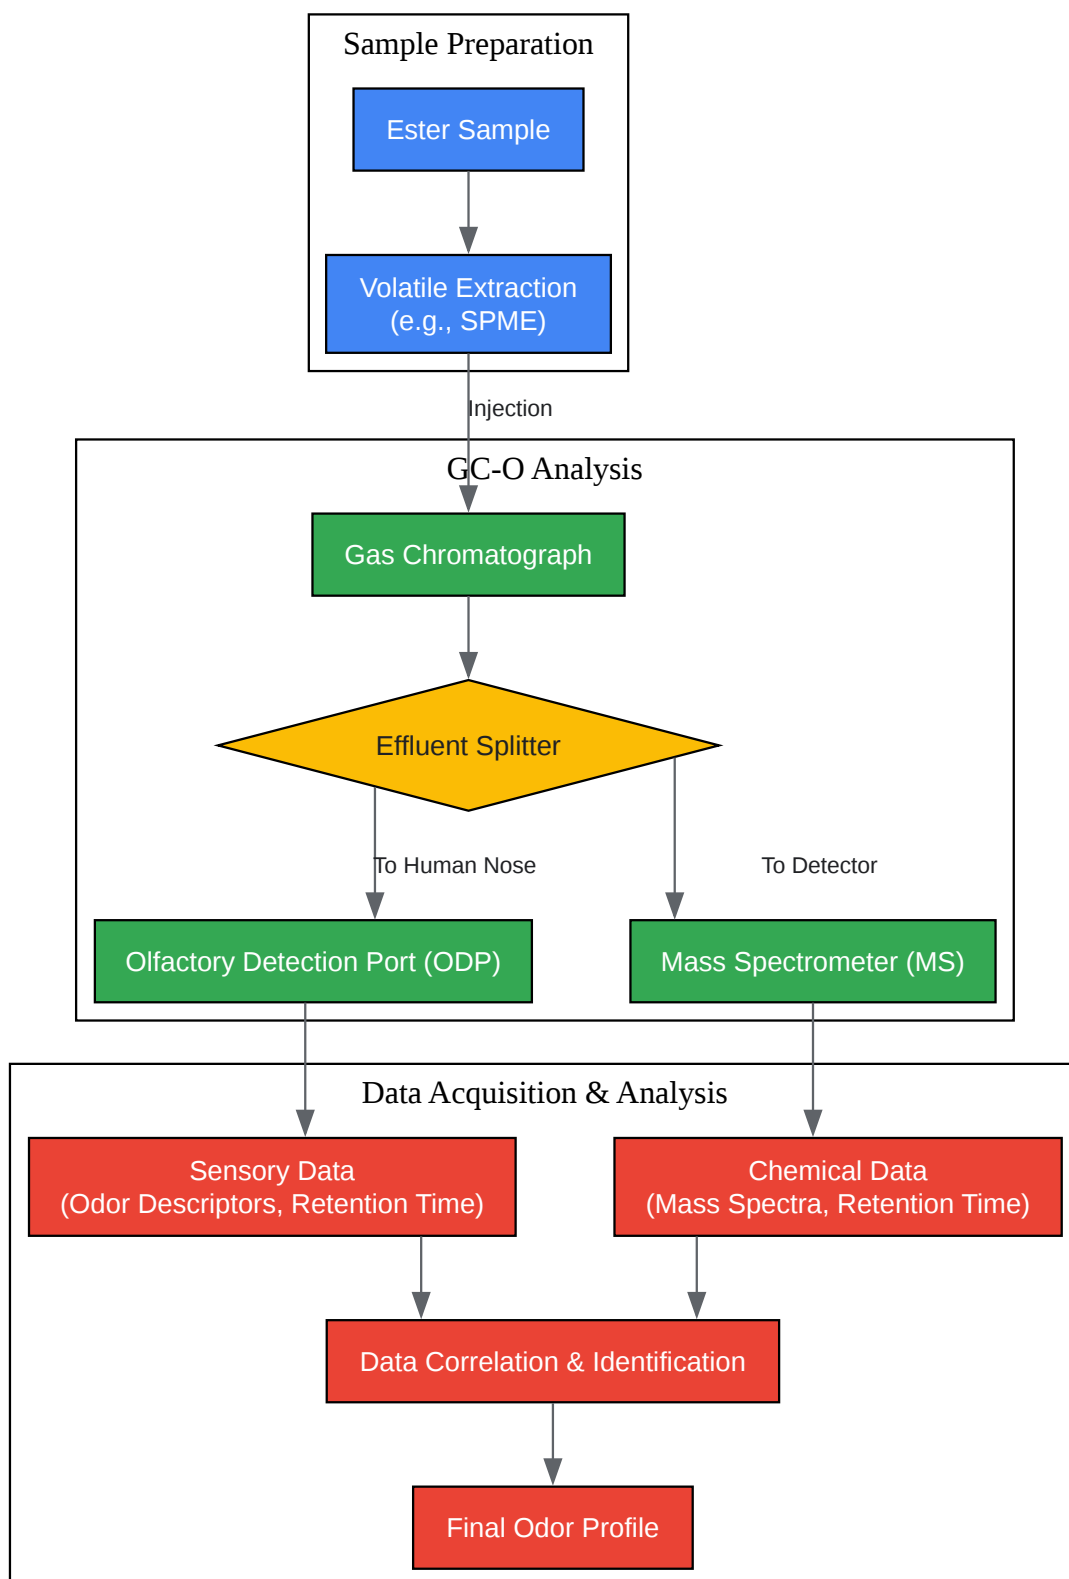 Sample Preparation
Ester Sample
Volatile Extraction
(e.g., SPME)
Injection
GC-O Analysis
Gas Chromatograph
Effluent Splitter
To Human Nose
To Detector
Olfactory Detection Port (ODP)
Mass Spectrometer (MS)
Data Acquisition & Analysis
Sensory Data
(Odor Descriptors, Retention Time)
Chemical Data
(Mass Spectra, Retention Time)
Data Correlation & Identification
Final Odor Profile